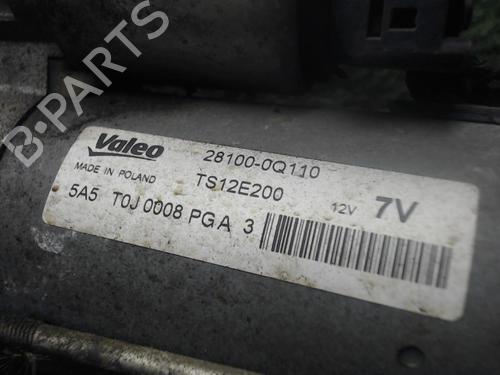 B-PARTS
Valeo
28100-0Q110
MADE IN POLAND
TS12E200
12V 7V
5A5 T0J 0008 PGA 3